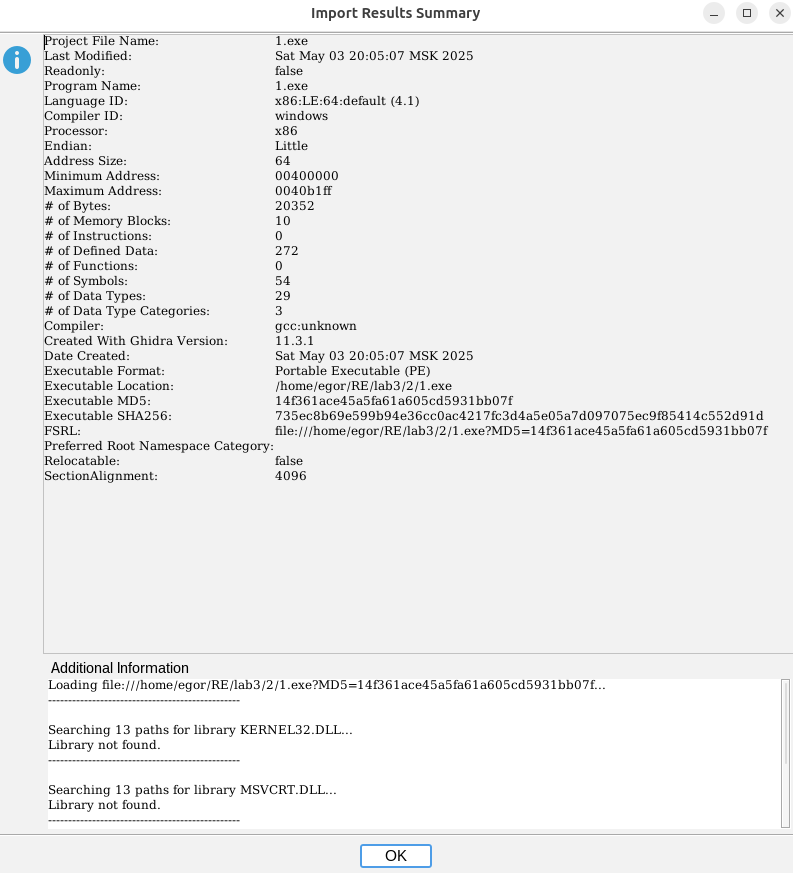 Import Results Summary
Project File Name: 1.exe
Last Modified: Sat May 03 20:05:07 MSK 2025
Readonly: false
Program Name: 1.exe
Language ID: x86:LE:64:default (4.1)
Compiler ID: windows
Processor: x86
Endian: Little
Address Size: 64
Minimum Address: 00400000
Maximum Address: 0040b1ff
# of Bytes: 20352
# of Memory Blocks: 10
# of Instructions: 0
# of Defined Data: 272
# of Functions: 0
# of Symbols: 54
# of Data Types: 29
# of Data Type Categories: 3
Compiler: gcc:unknown
Created With Ghidra Version: 11.3.1
Date Created: Sat May 03 20:05:07 MSK 2025
Executable Format: Portable Executable (PE)
Executable Location: /home/egor/RE/lab3/2/1.exe
Executable MD5: 14f361ace45a5fa61a605cd5931bb07f
Executable SHA256: 735ec8b69e599b94e36cc0ac4217fc3d4a5e05a7d097075ec9f85414c552d91d
FSRL: file:///home/egor/RE/lab3/2/1.exe?MD5=14f361ace45a5fa61a605cd5931bb07f
Preferred Root Namespace Category:
Relocatable: false
SectionAlignment: 4096
Additional Information
Loading file:///home/egor/RE/lab3/2/1.exe?MD5=14f361ace45a5fa61a605cd5931bb07f...
------------------------------------------------
Searching 13 paths for library KERNEL32.DLL...
Library not found.
------------------------------------------------
Searching 13 paths for library MSVCRT.DLL...
Library not found.
------------------------------------------------
OK